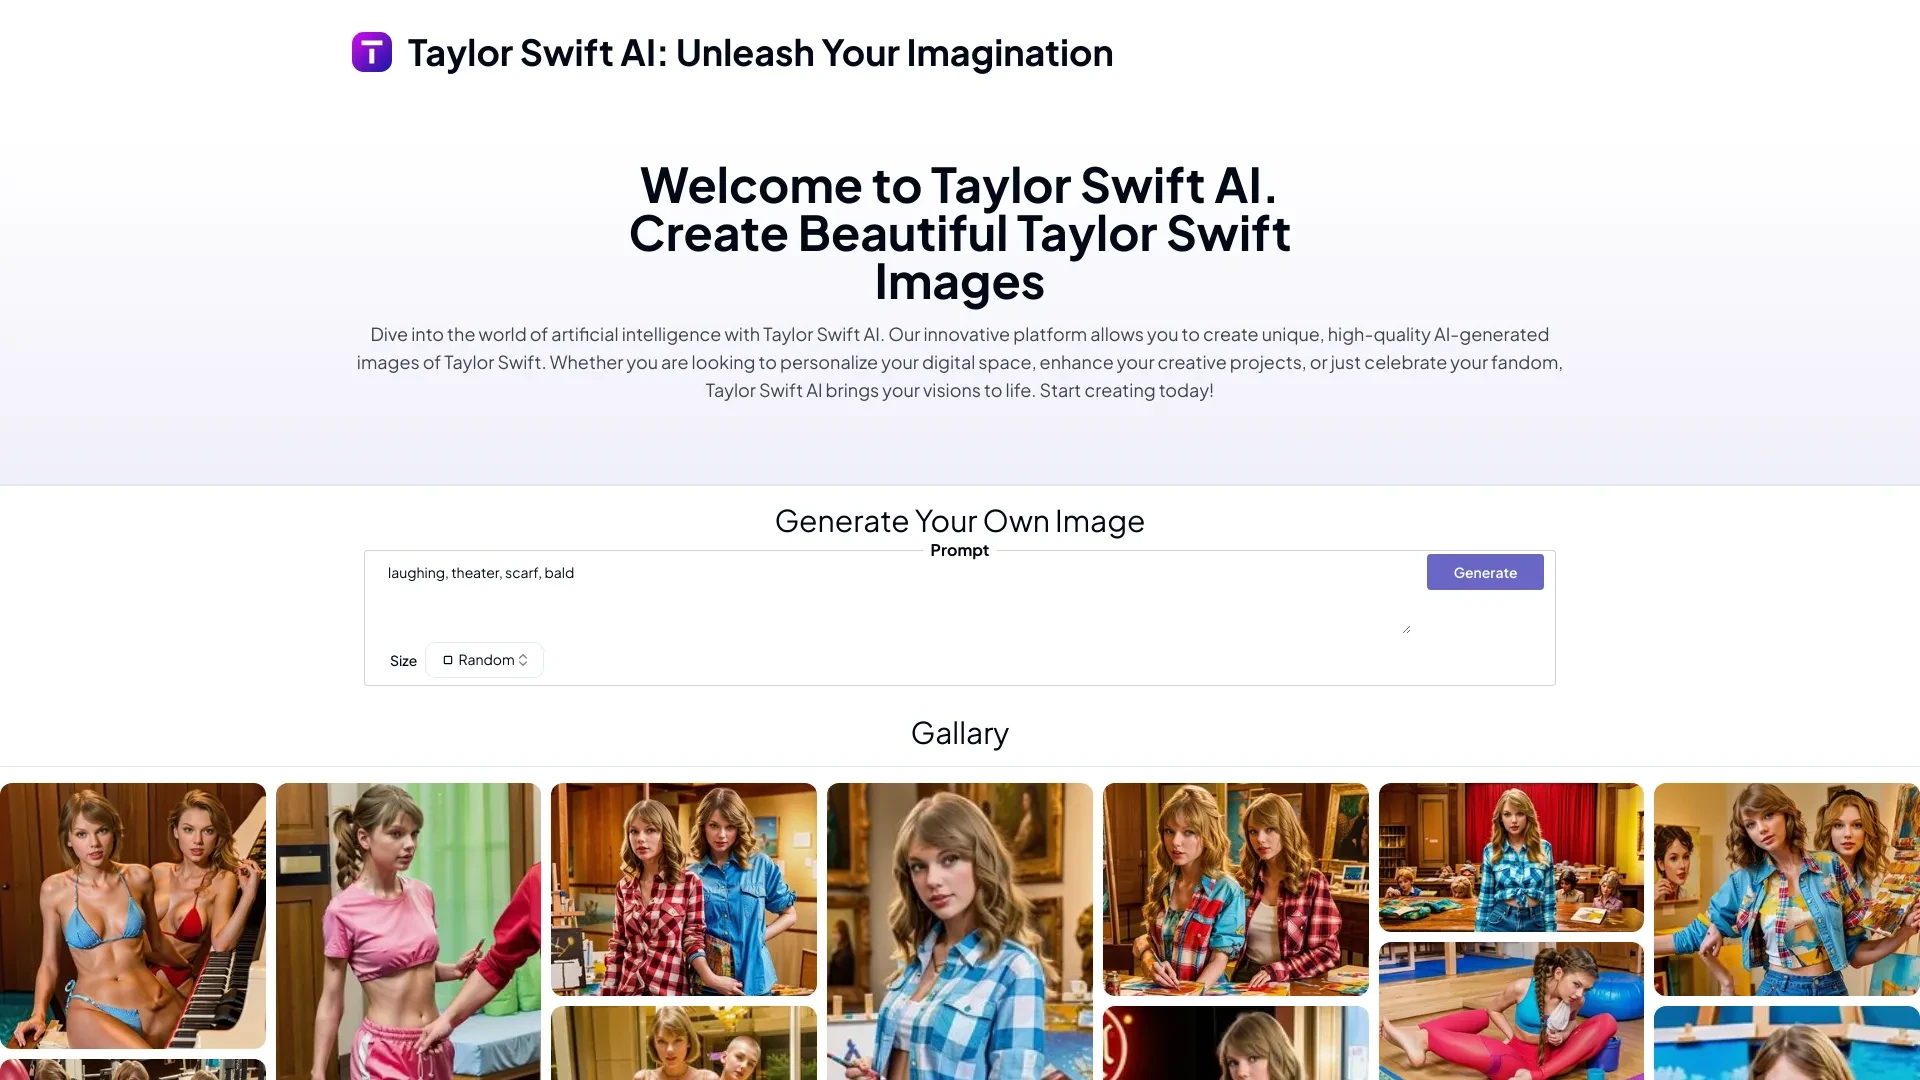 T
Taylor Swift AI: Unleash Your Imagination
Welcome to Taylor Swift AI.
Create Beautiful Taylor Swift
Images
Dive into the world of artificial intelligence with Taylor Swift AI. Our innovative platform allows you to create unique, high-quality AI-generated
images of Taylor Swift. Whether you are looking to personalize your digital space, enhance your creative projects, or just celebrate your fandom,
Taylor Swift AI brings your visions to life. Start creating today!
Generate Your Own Image
Prompt
laughing, theater, scarf, bald
Generate
Size
Random
Gallary